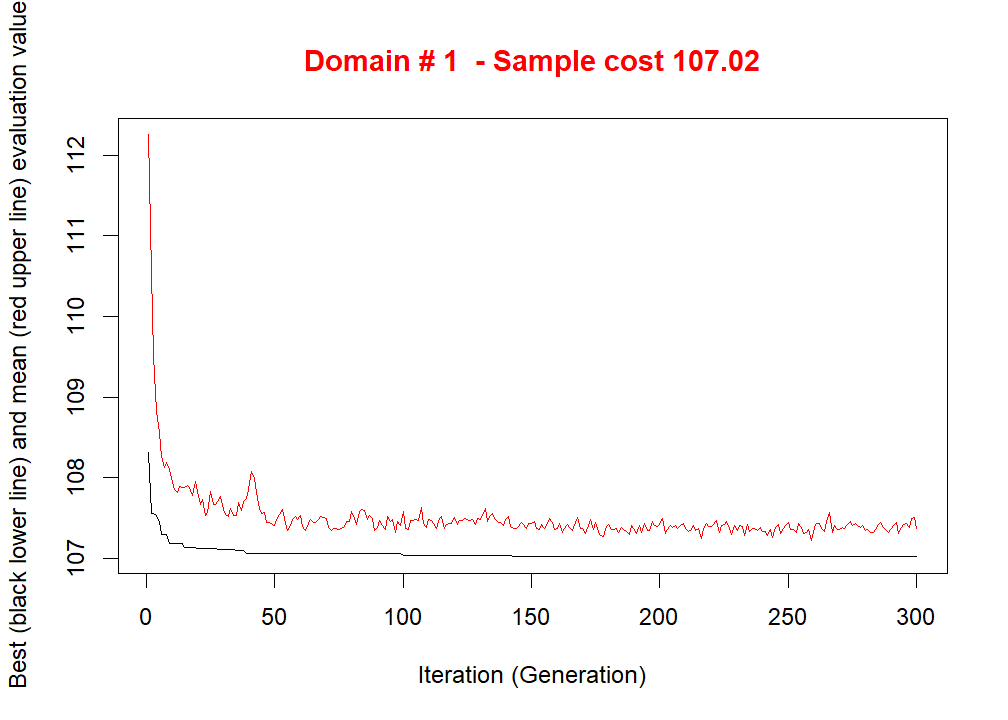 Domain # 1  - Sample cost 107.02
Best (black lower line) and mean (red upper line) evaluation value
112
111
110
109
108
107
0 50 100 150 200 250 300
Iteration (Generation)